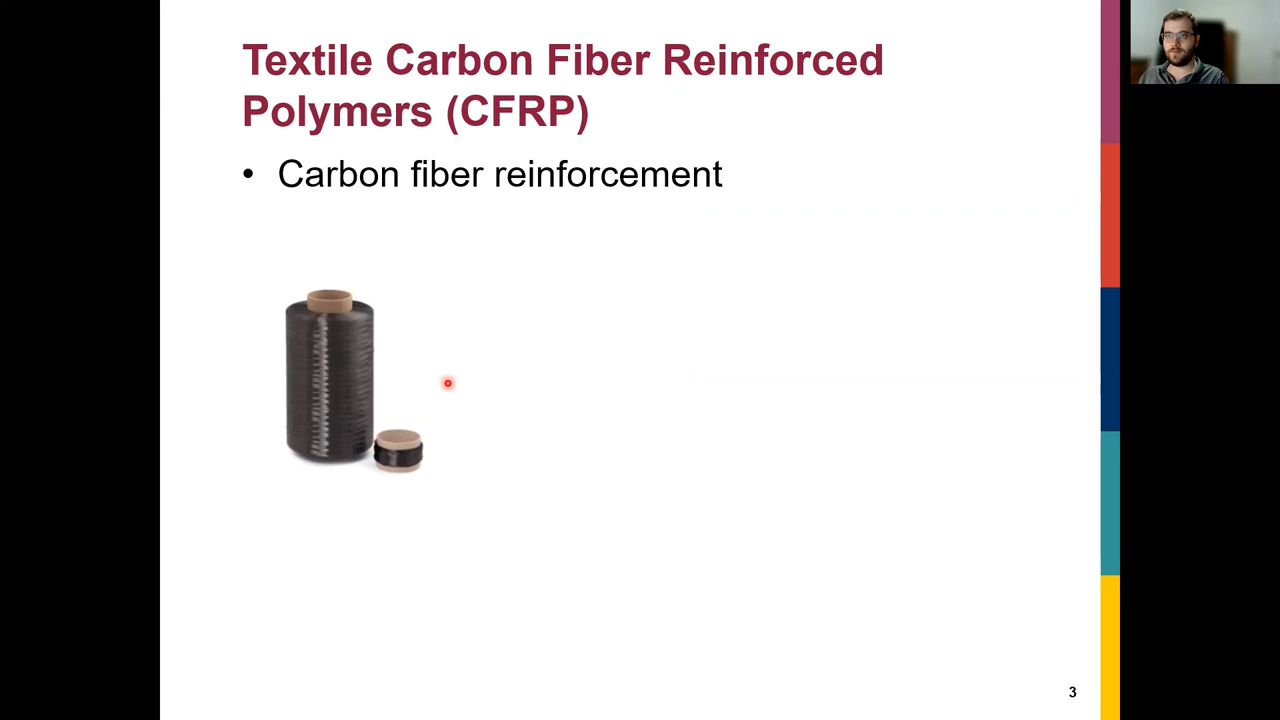 Textile Carbon Fiber Reinforced
Polymers (CFRP)
• Carbon fiber reinforcement
3